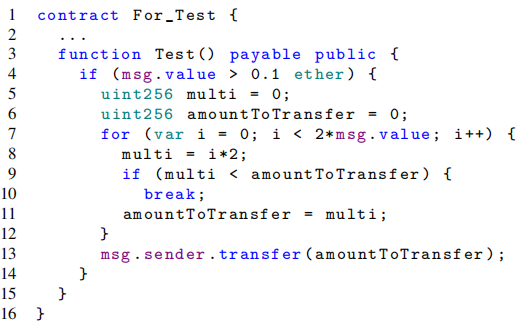 1 contract For_Test {
2 ...
3 function Test() payable public {
4 if (msg.value > 0.1 ether) {
5 uint256 multi = 0;
6 uint256 amountToTransfer = 0;
7 for (var i = 0; i < 2*msg.value; i++) {
8 multi = i*2;
9 if (multi < amountToTransfer) {
10 break;
11 amountToTransfer = multi;
12 }
13 msg.sender.transfer(amountToTransfer);
14 }
15 }
16 }